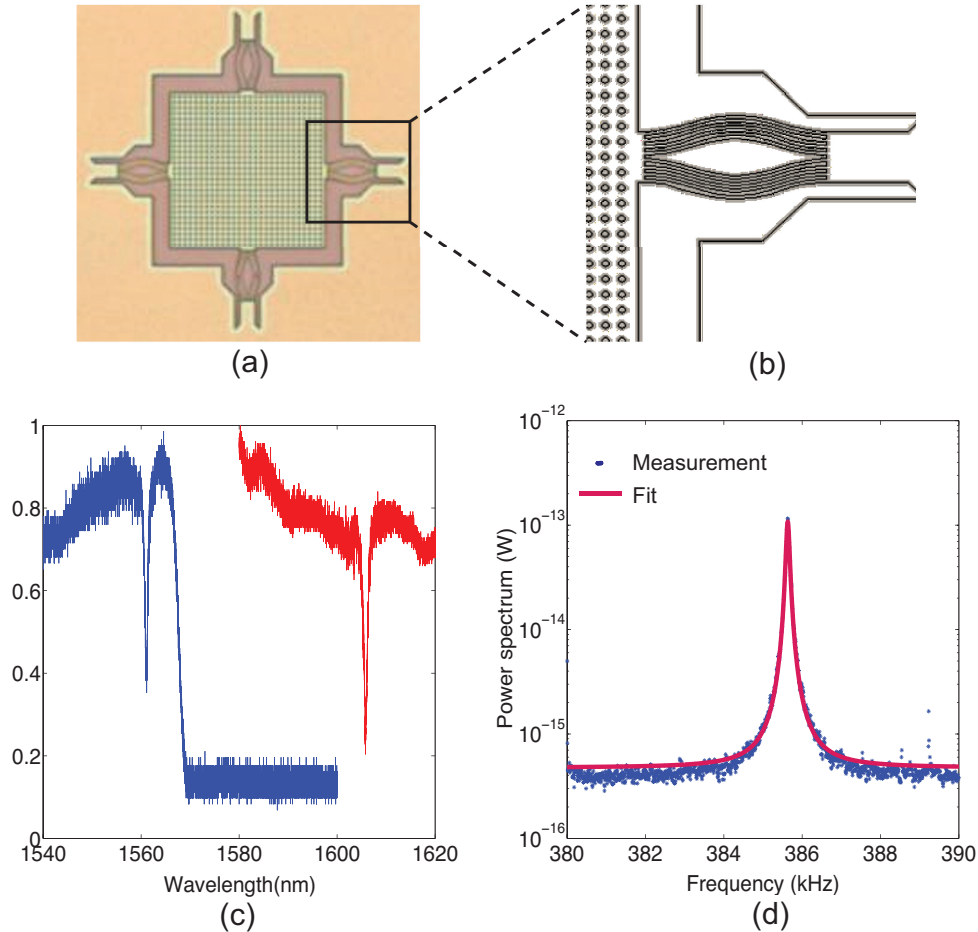 (a)
(b)
1
0.8
0.6
0.4
0.2
0
1540
1560
1580
1600
1620
Wavelength(nm)
(c)
Power spectrum (W)
10⁻¹²
10⁻¹³
10⁻¹⁴
10⁻¹⁵
10⁻¹⁶
Measurement
Fit
380
382
384
386
388
390
Frequency (kHz)
(d)